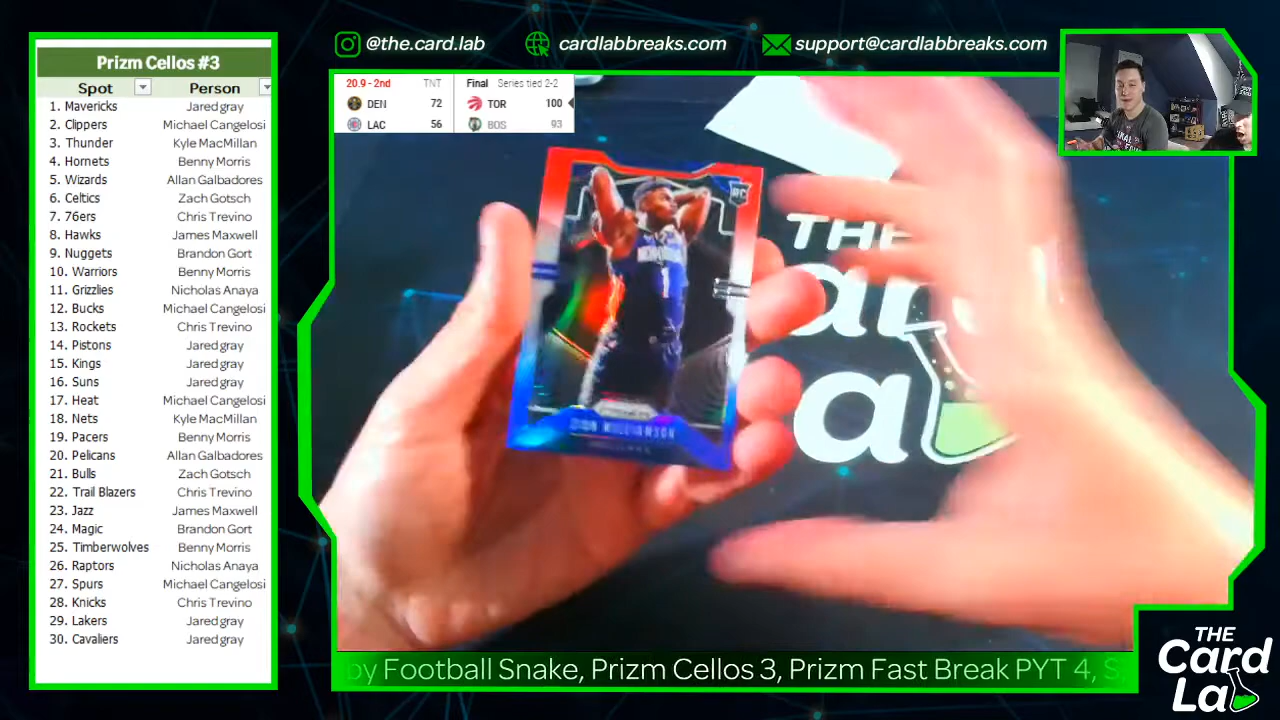 @the.card.lab
cardlabbreaks.com
support@cardlabbreaks.com
Prizm Cellos #3
Spot Person
1. Mavericks Jared gray
2. Clippers Michael Cangelosi
3. Thunder Kyle MacMillan
4. Hornets Benny Morris
5. Wizards Allan Galbadores
6. Celtics Zach Gotsch
7. 76ers Chris Trevino
8. Hawks James Maxwell
9. Nuggets Brandon Gort
10. Warriors Benny Morris
11. Grizzlies Nicholas Anaya
12. Bucks Michael Cangelosi
13. Rockets Chris Trevino
14. Pistons Jared gray
15. Kings Jared gray
16. Suns Jared gray
17. Heat Michael Cangelosi
18. Nets Kyle MacMillan
19. Pacers Benny Morris
20. Pelicans Allan Galbadores
21. Bulls Zach Gotsch
22. Trail Blazers Chris Trevino
23. Jazz James Maxwell
24. Magic Brandon Gort
25. Timberwolves Benny Morris
26. Raptors Nicholas Anaya
27. Spurs Michael Cangelosi
28. Knicks Chris Trevino
29. Lakers Jared gray
30. Cavaliers Jared gray
20.9 - 2nd TNT
DEN 72
LAC 56
Final Series tied 2-2
TOR 100
BOS 93
RC
1
WILLIAMSON
THE
py Football Snake, Prizm Cellos 3, Prizm Fast Break PYT 4, S
THE
Card
La